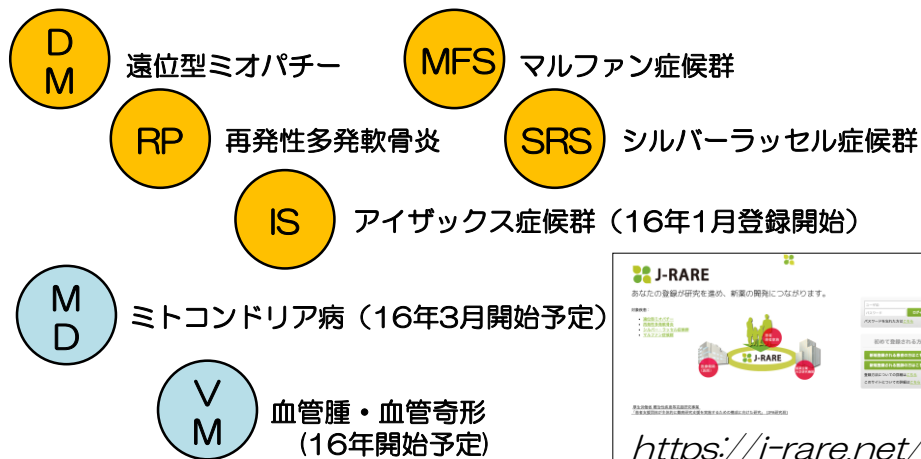 DM 遠位型ミオパチー
MFS マルファン症候群
RP 再発性多発軟骨炎
SRS シルバーラッセル症候群
IS アイザックス症候群（16年1月登録開始）
MD ミトコンドリア病（16年3月開始予定）
VM 血管腫・血管奇形
(16年開始予定)
J-RARE
あなたの登録が研究を進め、新薬の開発につながります。
J-RARE
https://j-rare.net/